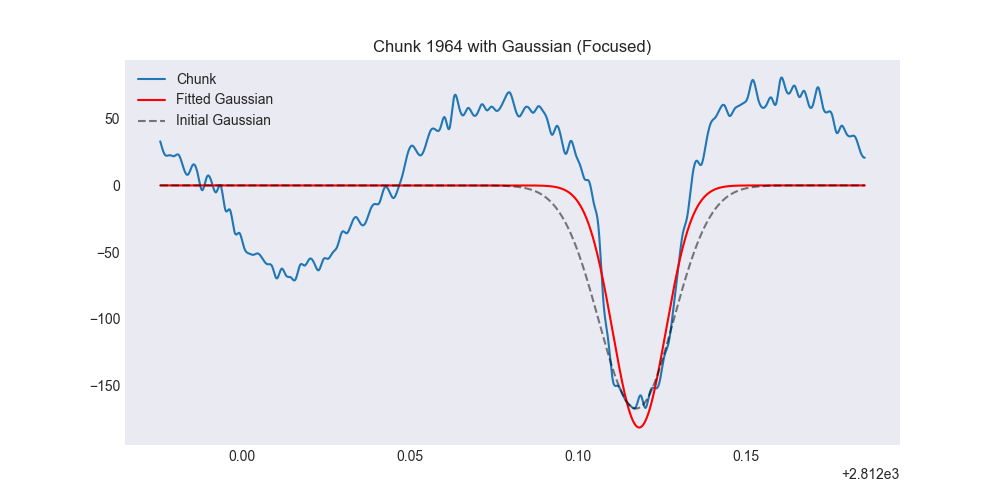 Chunk 1964 with Gaussian (Focused)
Chunk
Fitted Gaussian
Initial Gaussian
50
0
−50
−100
−150
0.00 0.05 0.10 0.15
+2.812e3